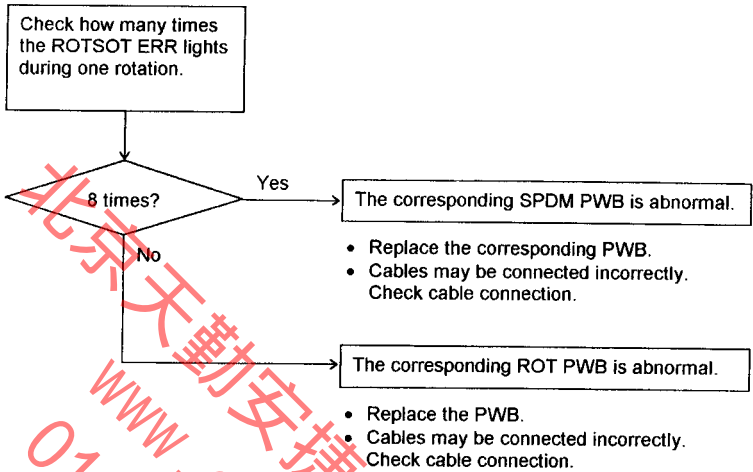 Check how many times
the ROTSOT ERR lights
during one rotation.
8 times?
Yes
The corresponding SPDM PWB is abnormal.
• Replace the corresponding PWB.
• Cables may be connected incorrectly.
Check cable connection.
No
The corresponding ROT PWB is abnormal.
• Replace the PWB.
• Cables may be connected incorrectly.
Check cable connection.
北京天勤安捷
WWW
01